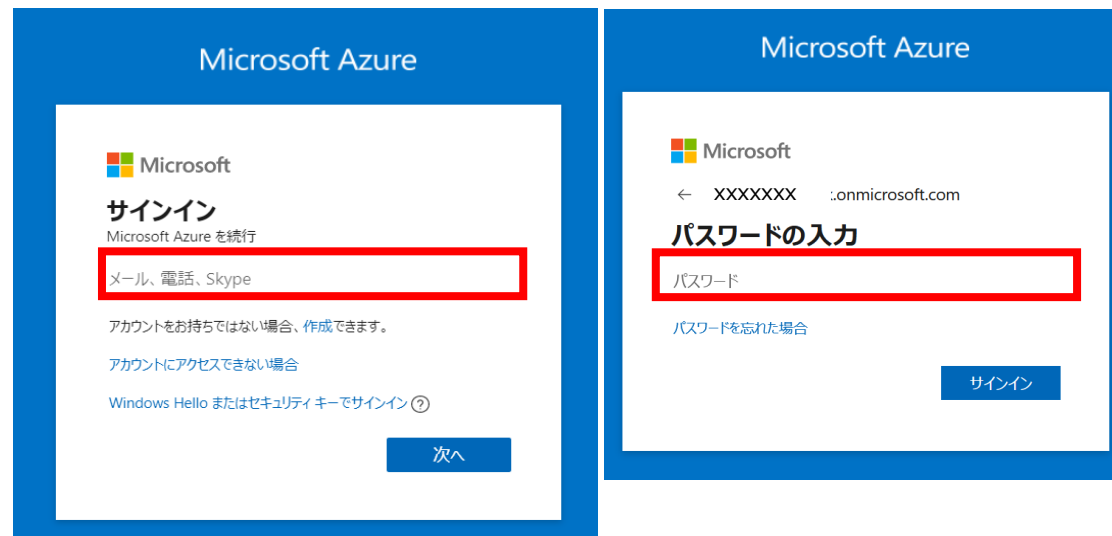 Microsoft Azure
Microsoft
サインイン
Microsoft Azure を続行
メール、電話、Skype
アカウントをお持ちではない場合、作成できます。
アカウントにアクセスできない場合
Windows Hello またはセキュリティ キーでサインイン
次へ
Microsoft Azure
Microsoft
← XXXXXXX :.onmicrosoft.com
パスワードの入力
パスワード
パスワードを忘れた場合
サインイン